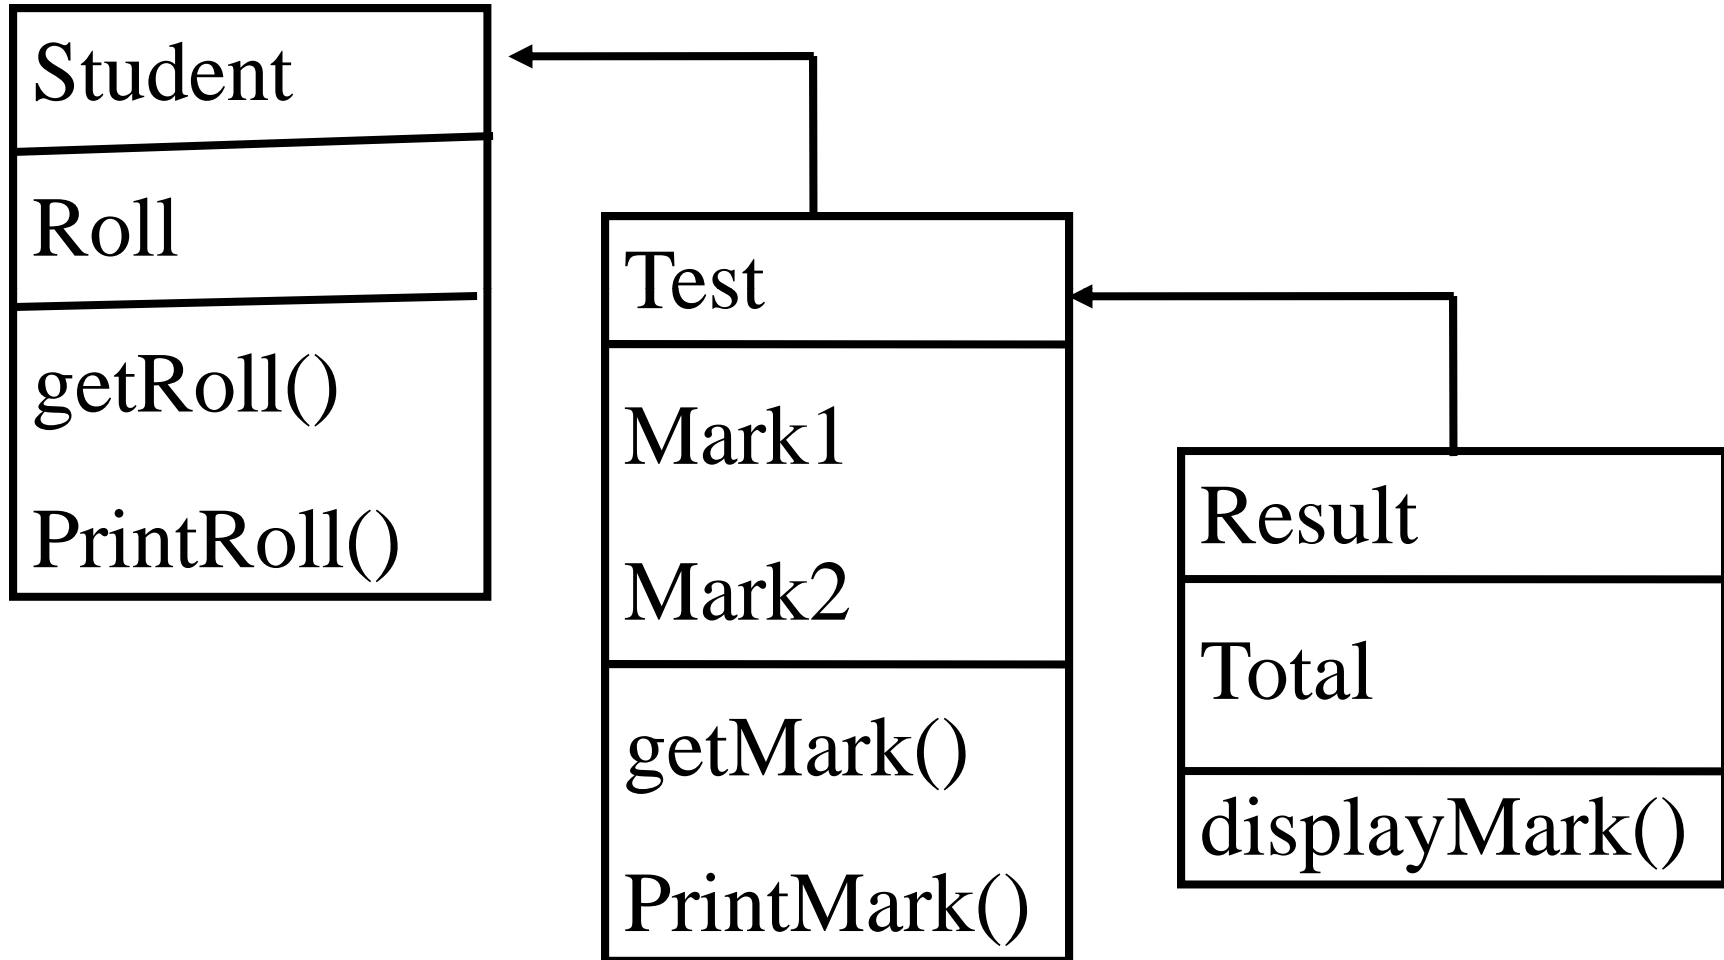 Student
Roll
getRoll()
PrintRoll()
Test
Mark1
Mark2
getMark()
PrintMark()
Result
Total
displayMark()